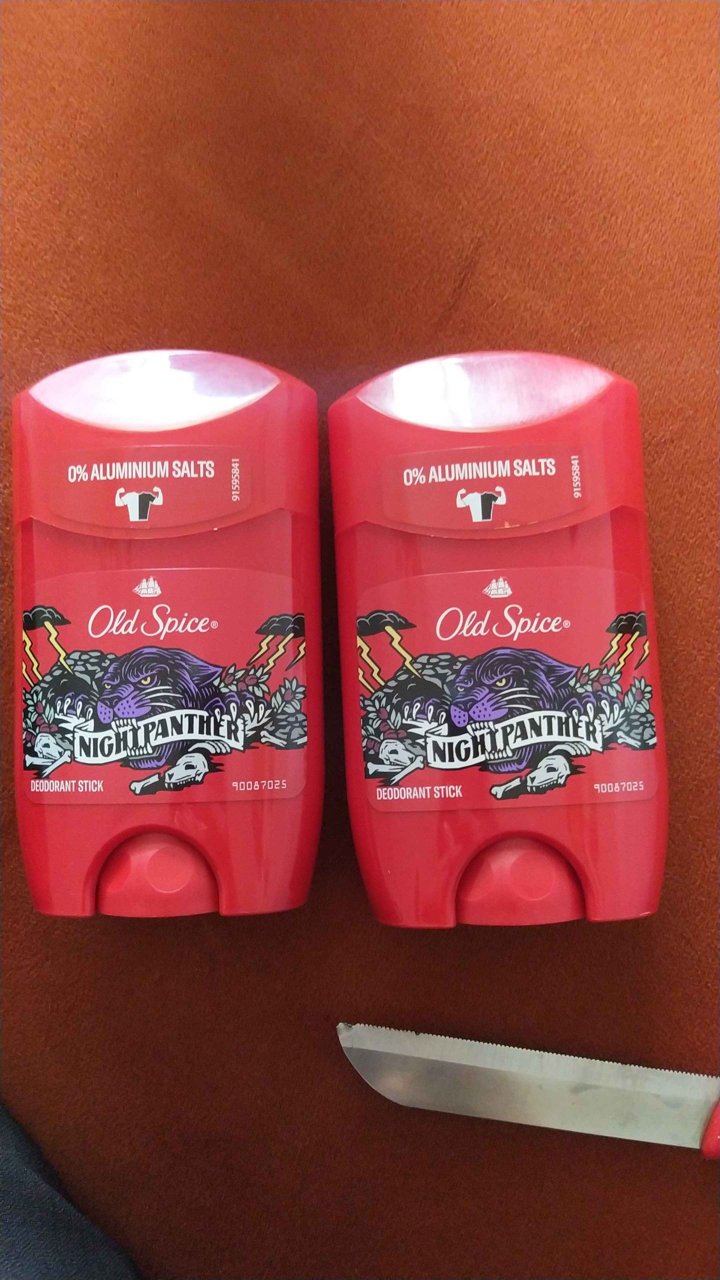 0% ALUMINIUM SALTS
91595841
Old Spice®
NIGHTPANTHER
DEODORANT STICK
90087025
0% ALUMINIUM SALTS
91595841
Old Spice®
NIGHTPANTHER
DEODORANT STICK
90087025